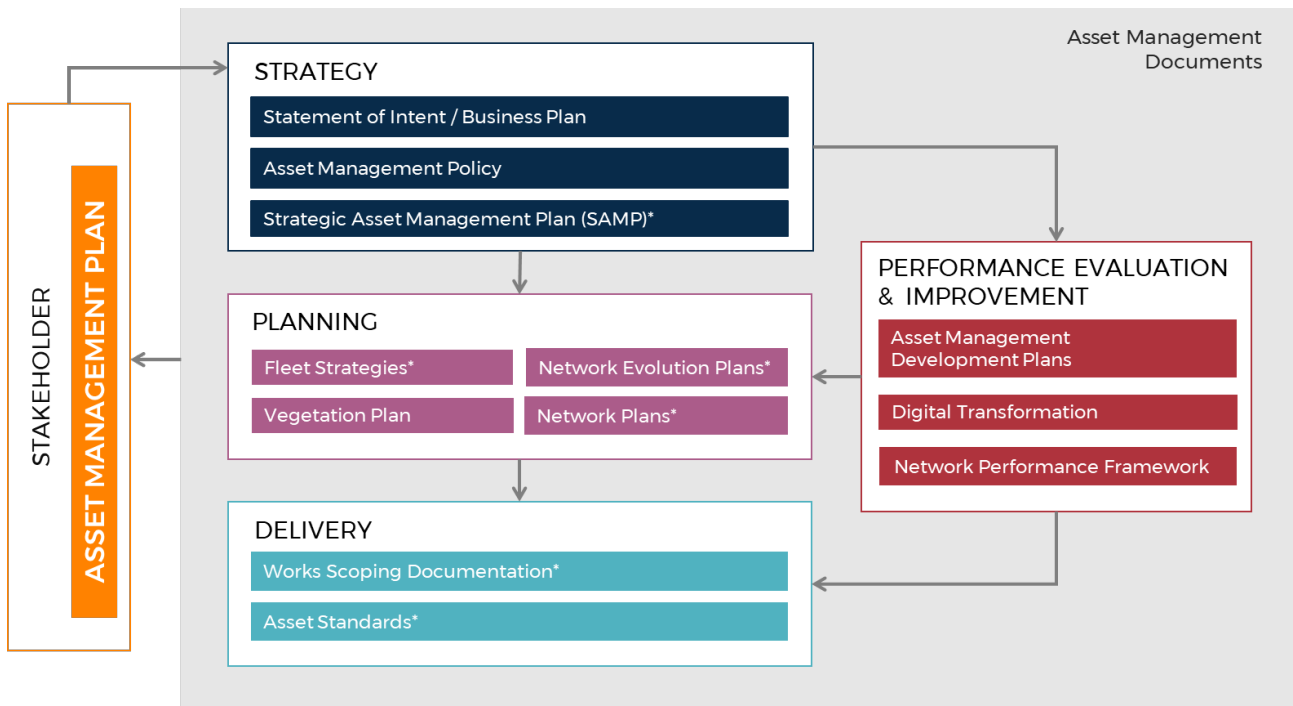 Asset Management
Documents
STAKEHOLDER
ASSET MANAGEMENT PLAN
STRATEGY
Statement of Intent / Business Plan
Asset Management Policy
Strategic Asset Management Plan (SAMP)*
PLANNING
Fleet Strategies*
Network Evolution Plans*
Vegetation Plan
Network Plans*
DELIVERY
Works Scoping Documentation*
Asset Standards*
PERFORMANCE EVALUATION
& IMPROVEMENT
Asset Management
Development Plans
Digital Transformation
Network Performance Framework